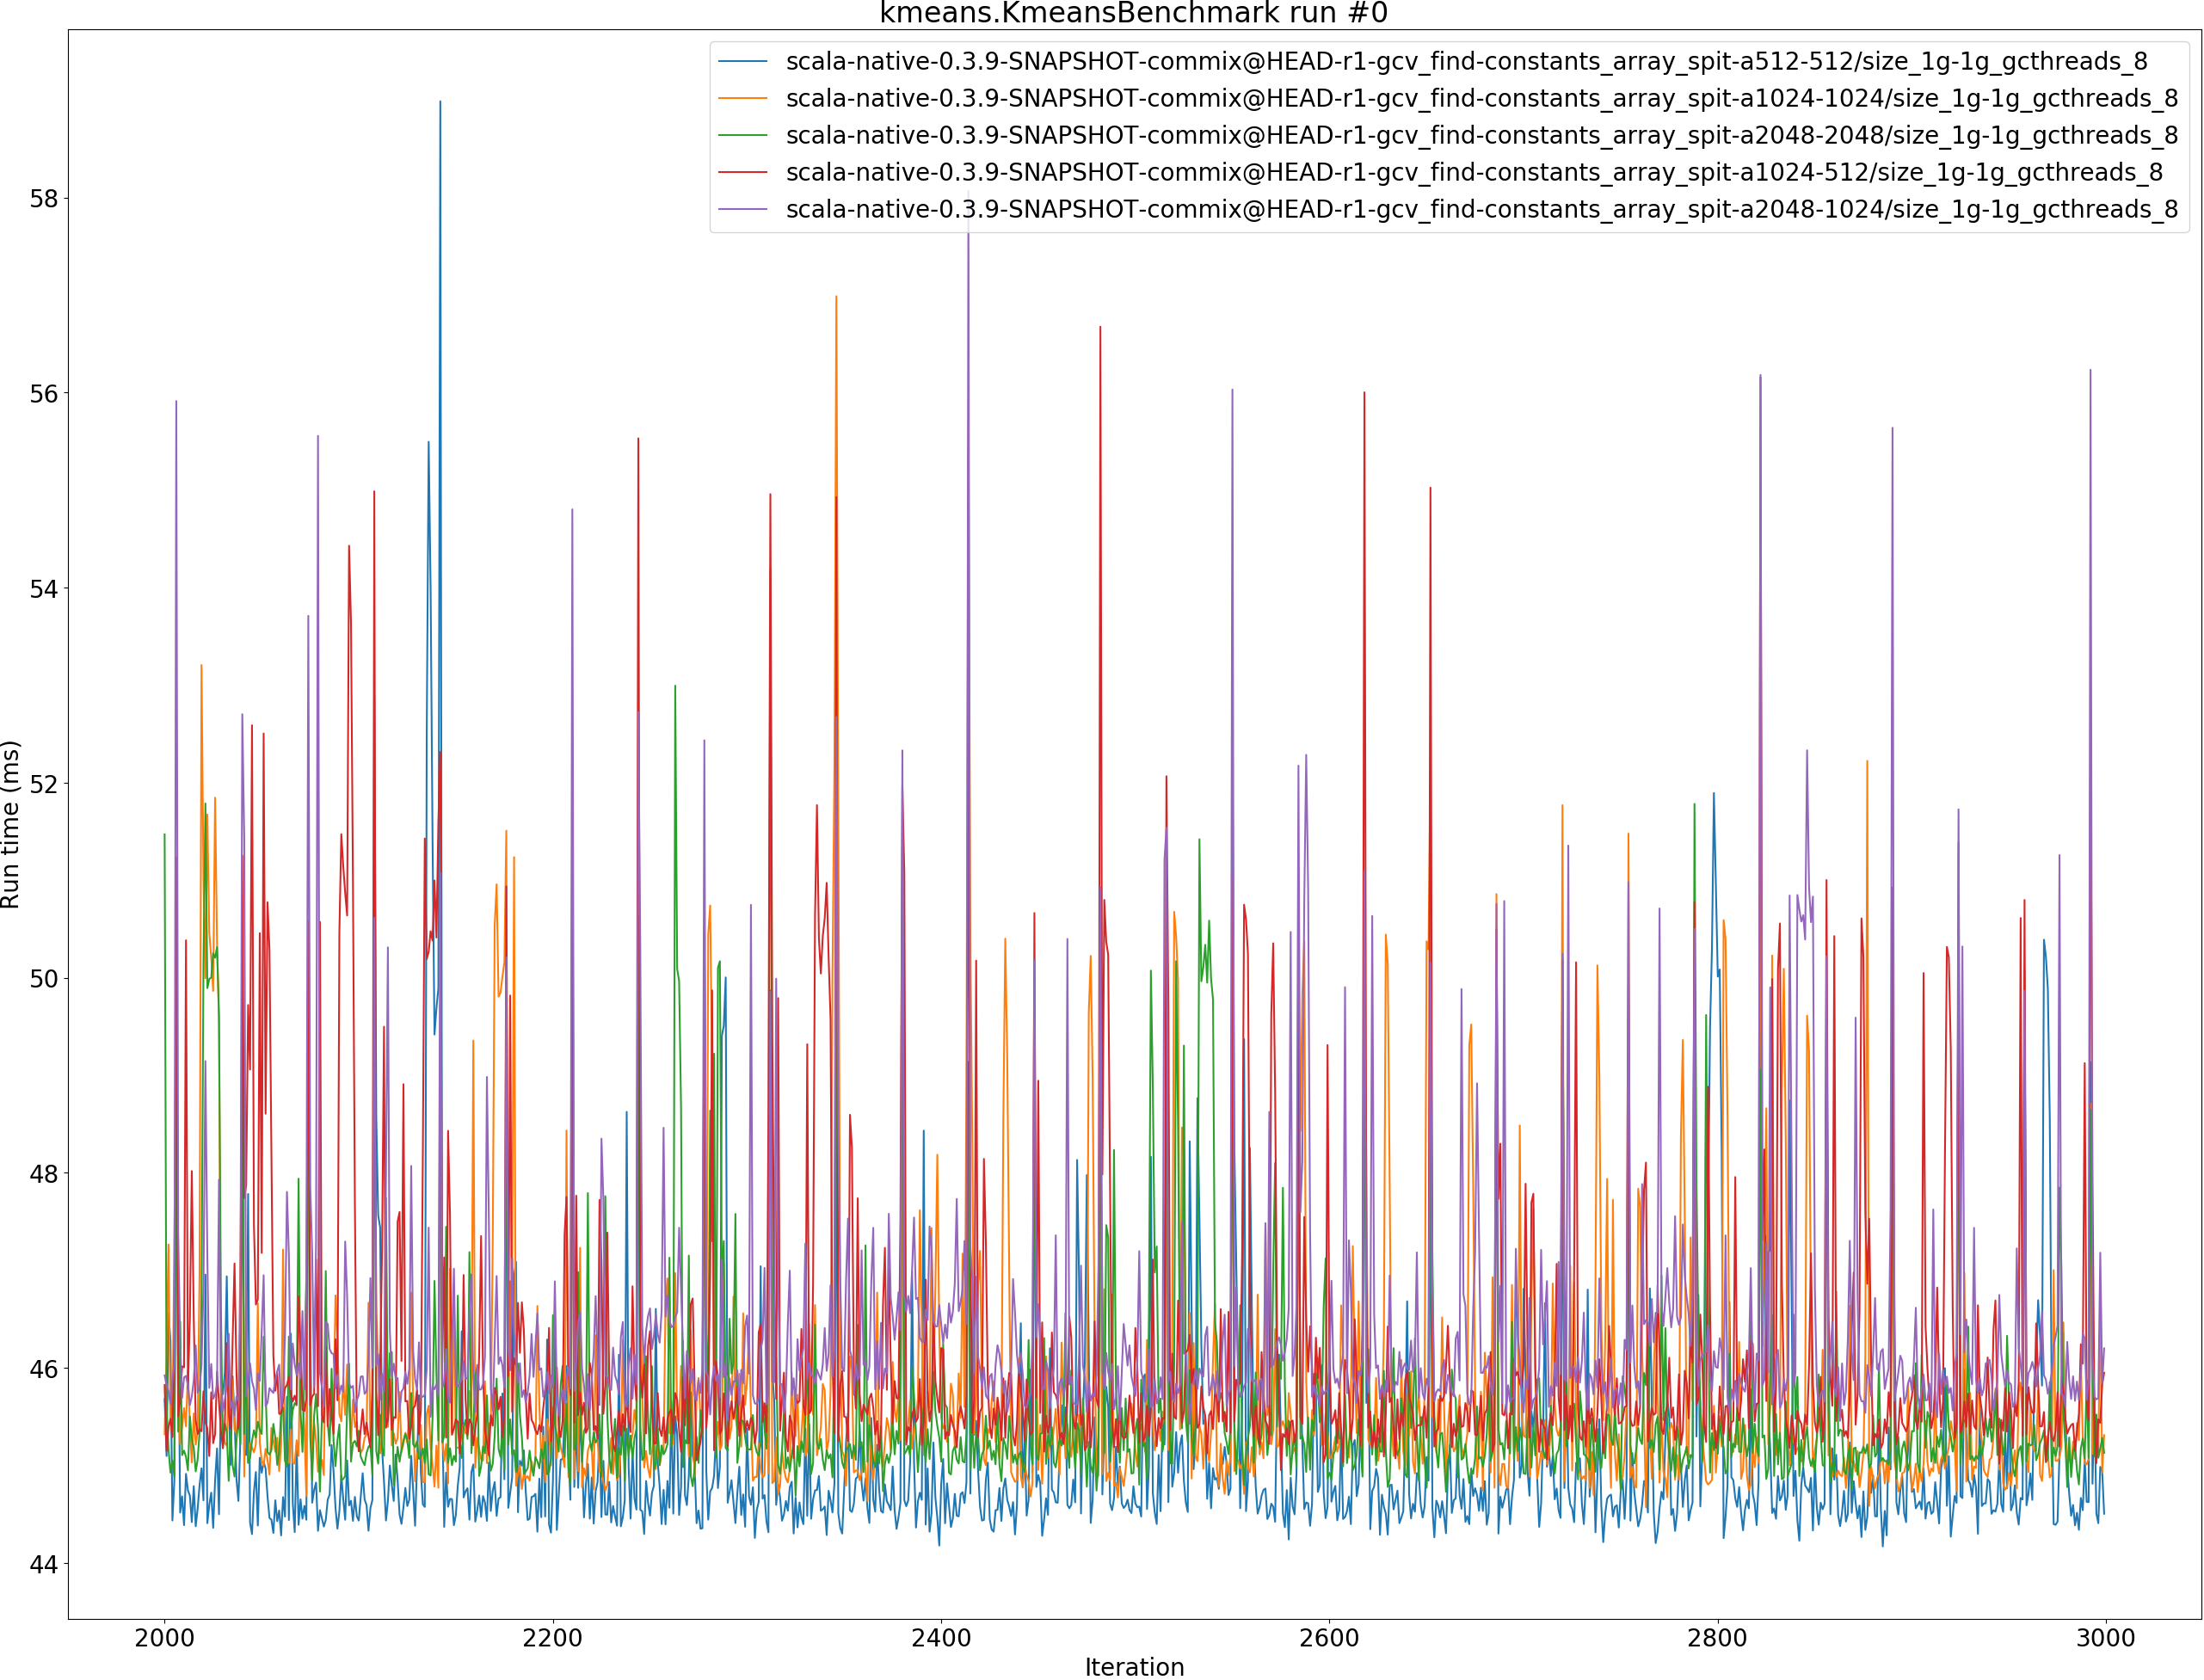 kmeans.KmeansBenchmark run #0
scala-native-0.3.9-SNAPSHOT-commix@HEAD-r1-gcv_find-constants_array_spit-a512-512/size_1g-1g_gcthreads_8
scala-native-0.3.9-SNAPSHOT-commix@HEAD-r1-gcv_find-constants_array_spit-a1024-1024/size_1g-1g_gcthreads_8
scala-native-0.3.9-SNAPSHOT-commix@HEAD-r1-gcv_find-constants_array_spit-a2048-2048/size_1g-1g_gcthreads_8
scala-native-0.3.9-SNAPSHOT-commix@HEAD-r1-gcv_find-constants_array_spit-a1024-512/size_1g-1g_gcthreads_8
scala-native-0.3.9-SNAPSHOT-commix@HEAD-r1-gcv_find-constants_array_spit-a2048-1024/size_1g-1g_gcthreads_8
58
56
54
52
50
48
46
44
Run time (ms)
2000 2200 2400 2600 2800 3000
Iteration